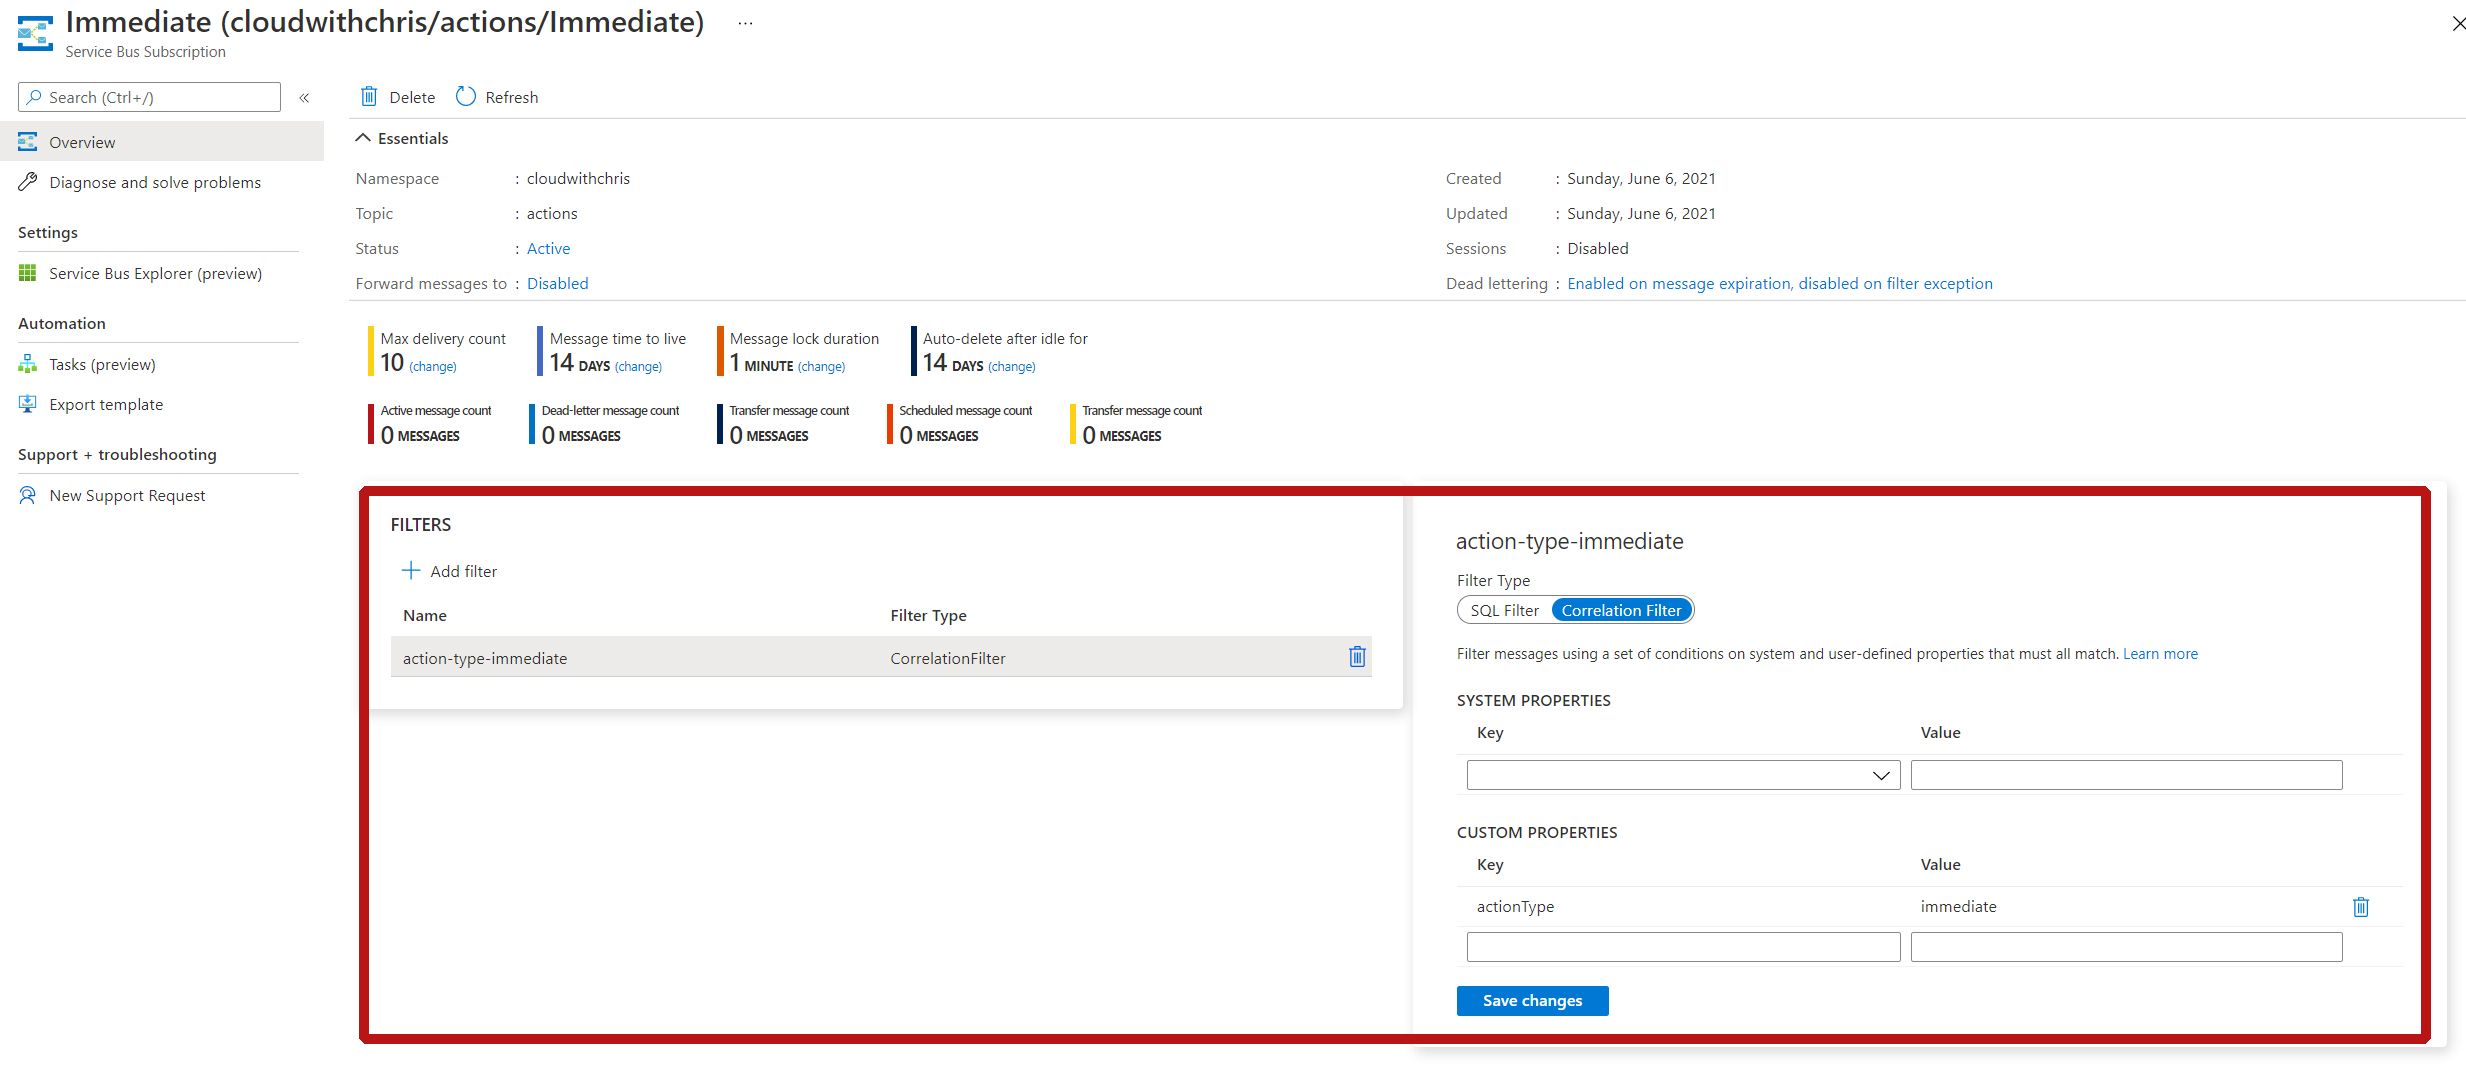 Immediate (cloudwithchris/actions/Immediate) ...
Service Bus Subscription
Search (Ctrl+/)
«
Delete
Refresh
Overview
Diagnose and solve problems
Settings
Service Bus Explorer (preview)
Automation
Tasks (preview)
Export template
Support + troubleshooting
New Support Request
Essentials
Namespace : cloudwithchris
Topic : actions
Status : Active
Forward messages to : Disabled
Created : Sunday, June 6, 2021
Updated : Sunday, June 6, 2021
Sessions : Disabled
Dead lettering : Enabled on message expiration, disabled on filter exception
Max delivery count
10 (change)
Message time to live
14 DAYS (change)
Message lock duration
1 MINUTE (change)
Auto-delete after idle for
14 DAYS (change)
Active message count
0 MESSAGES
Dead-letter message count
0 MESSAGES
Transfer message count
0 MESSAGES
Scheduled message count
0 MESSAGES
Transfer message count
0 MESSAGES
FILTERS
Add filter
Name Filter Type
action-type-immediate CorrelationFilter
action-type-immediate
Filter Type
SQL Filter Correlation Filter
Filter messages using a set of conditions on system and user-defined properties that must all match. Learn more
SYSTEM PROPERTIES
Key Value
CUSTOM PROPERTIES
Key Value
actionType immediate
Save changes